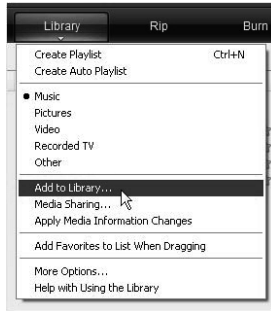 Library Rip Burn
Create Playlist Ctrl+N
Create Auto Playlist
Music
Pictures
Video
Recorded TV
Other
Add to Library...
Media Sharing...
Apply Media Information Changes
Add Favorites to List When Dragging
More Options...
Help with Using the Library